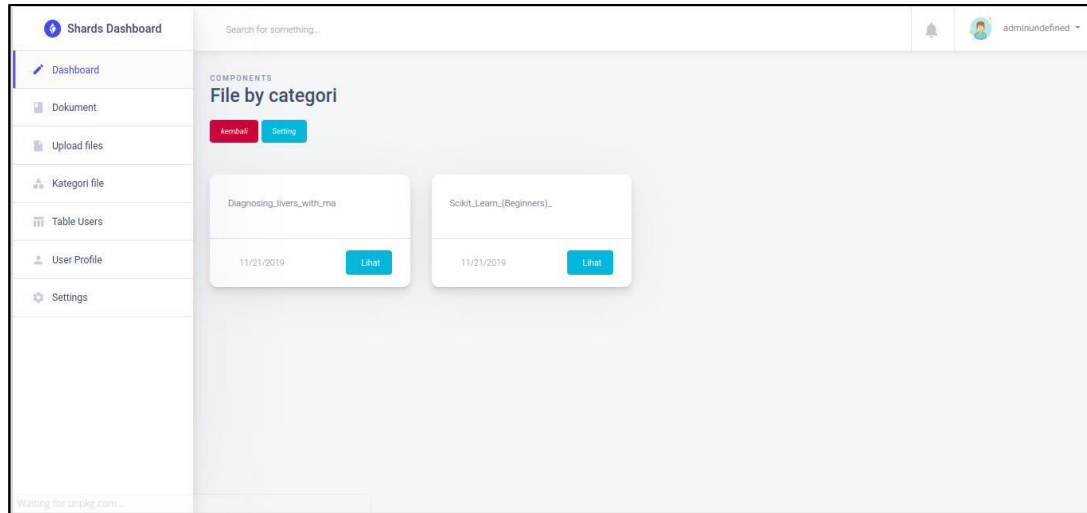 Shards Dashboard
Search for something...
adminundefined
Dashboard
Dokument
Upload files
Kategori file
Table Users
User Profile
Settings
COMPONENTS
File by categori
kembali
Setting
Diagnosing_livers_with_ma
11/21/2019
Lihat
Scikit_Learn_(Beginners)_
11/21/2019
Lihat
Waiting for unpkg.com...